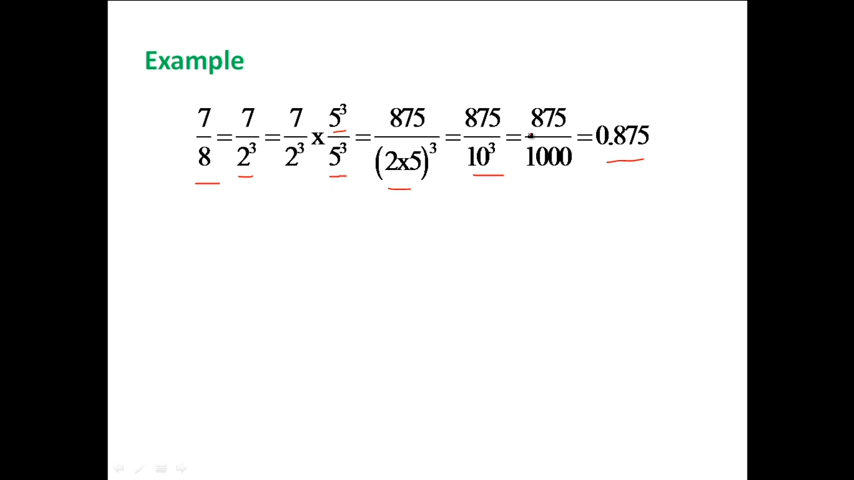 Example
7/8 = 7/2³ = 7/2³ x 5³/5³ = 875/(2x5)³ = 875/10³ = 875/1000 = 0.875